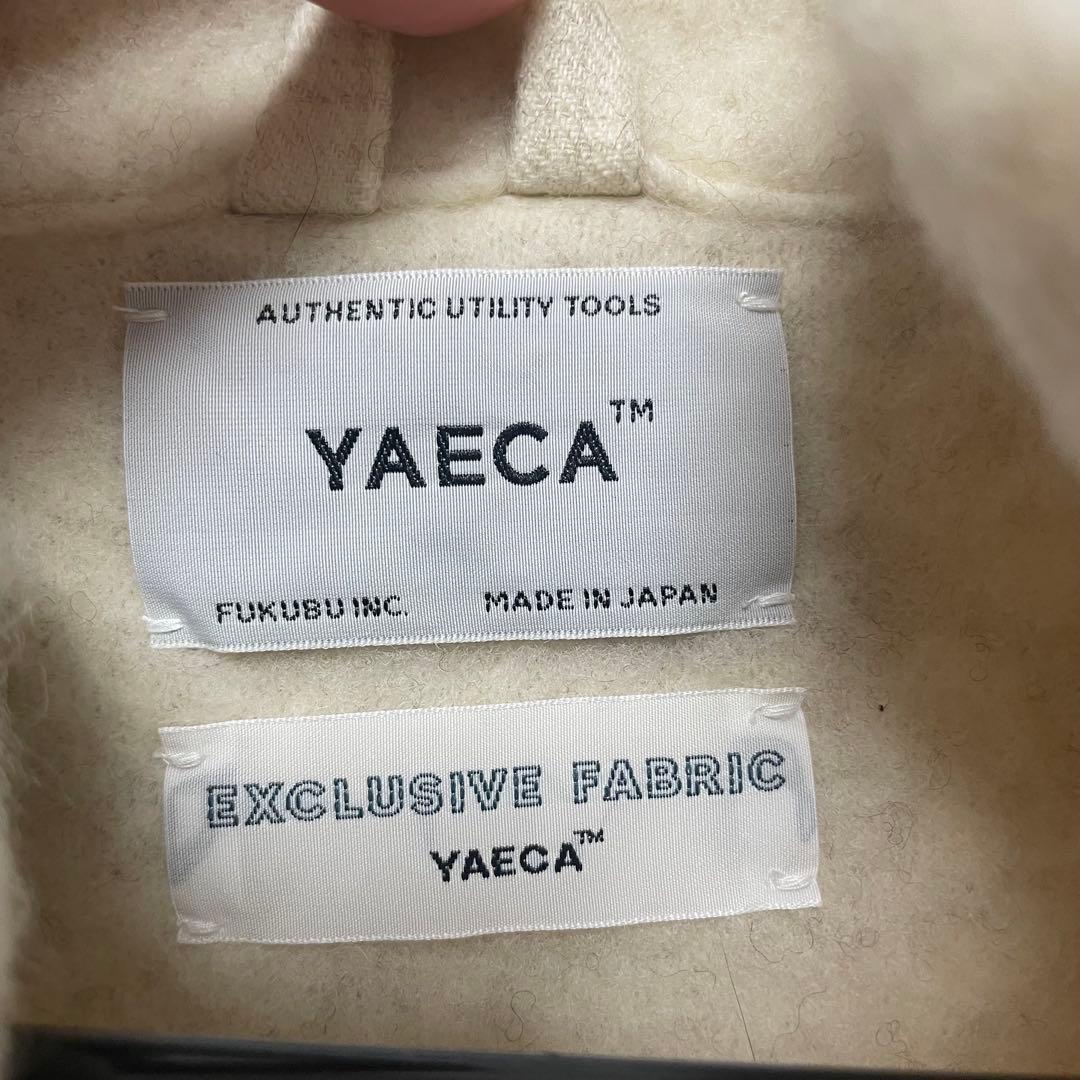 AUTHENTIC UTILITY TOOLS
YAECA™
FUKUBU INC. MADE IN JAPAN
EXCLUSIVE FABRIC
YAECA™